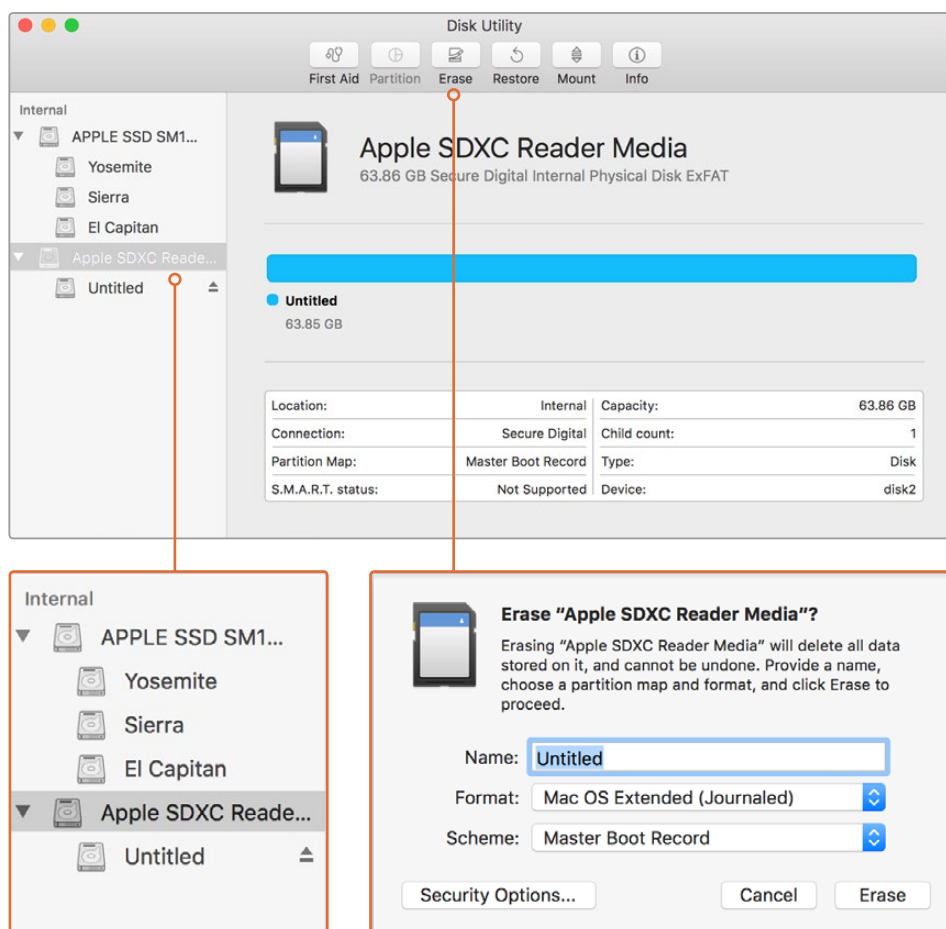 Disk Utility
First Aid Partition Erase Restore Mount Info
Internal
APPLE SSD SM1...
Yosemite
Sierra
El Capitan
Apple SDXC Reade...
Untitled
Apple SDXC Reader Media
63.86 GB Secure Digital Internal Physical Disk ExFAT
Untitled
63.85 GB
Location: Internal Capacity: 63.86 GB
Connection: Secure Digital Child count: 1
Partition Map: Master Boot Record Type: Disk
S.M.A.R.T. status: Not Supported Device: disk2
Internal
APPLE SSD SM1...
Yosemite
Sierra
El Capitan
Apple SDXC Reade...
Untitled
Erase “Apple SDXC Reader Media”?
Erasing “Apple SDXC Reader Media” will delete all data
stored on it, and cannot be undone. Provide a name,
choose a partition map and format, and click Erase to
proceed.
Name: Untitled
Format: Mac OS Extended (Journaled)
Scheme: Master Boot Record
Security Options... Cancel Erase